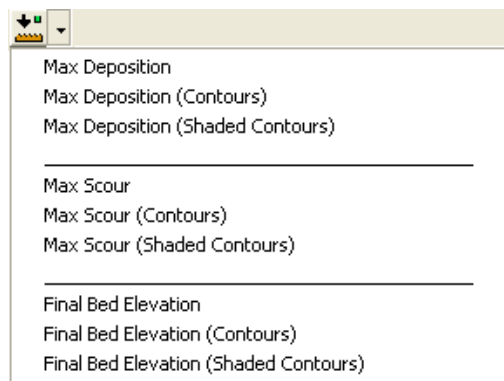 Max Deposition
Max Deposition (Contours)
Max Deposition (Shaded Contours)
Max Scour
Max Scour (Contours)
Max Scour (Shaded Contours)
Final Bed Elevation
Final Bed Elevation (Contours)
Final Bed Elevation (Shaded Contours)